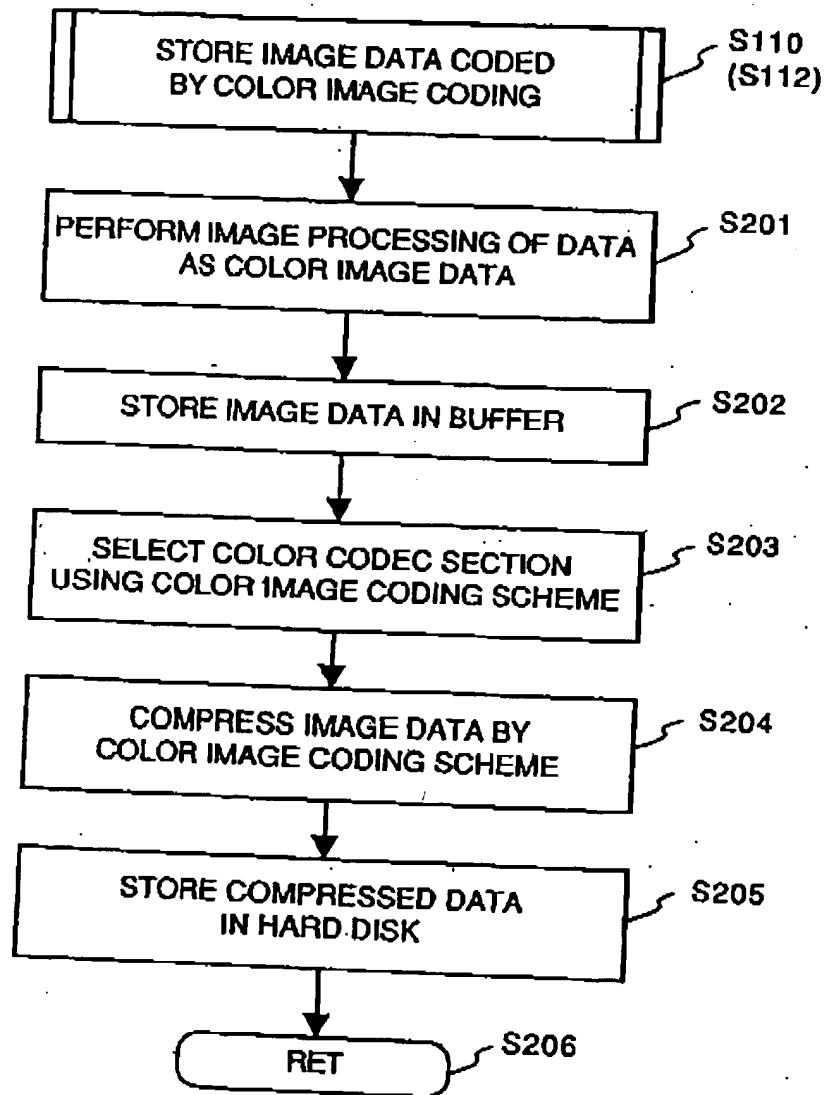 STORE IMAGE DATA CODED
BY COLOR IMAGE CODING
S110
(S112)
PERFORM IMAGE PROCESSING OF DATA
AS COLOR IMAGE DATA
S201
STORE IMAGE DATA IN BUFFER
S202
SELECT COLOR CODEC SECTION
USING COLOR IMAGE CODING SCHEME
S203
COMPRESS IMAGE DATA BY
COLOR IMAGE CODING SCHEME
S204
STORE COMPRESSED DATA
IN HARD DISK
S205
RET
S206